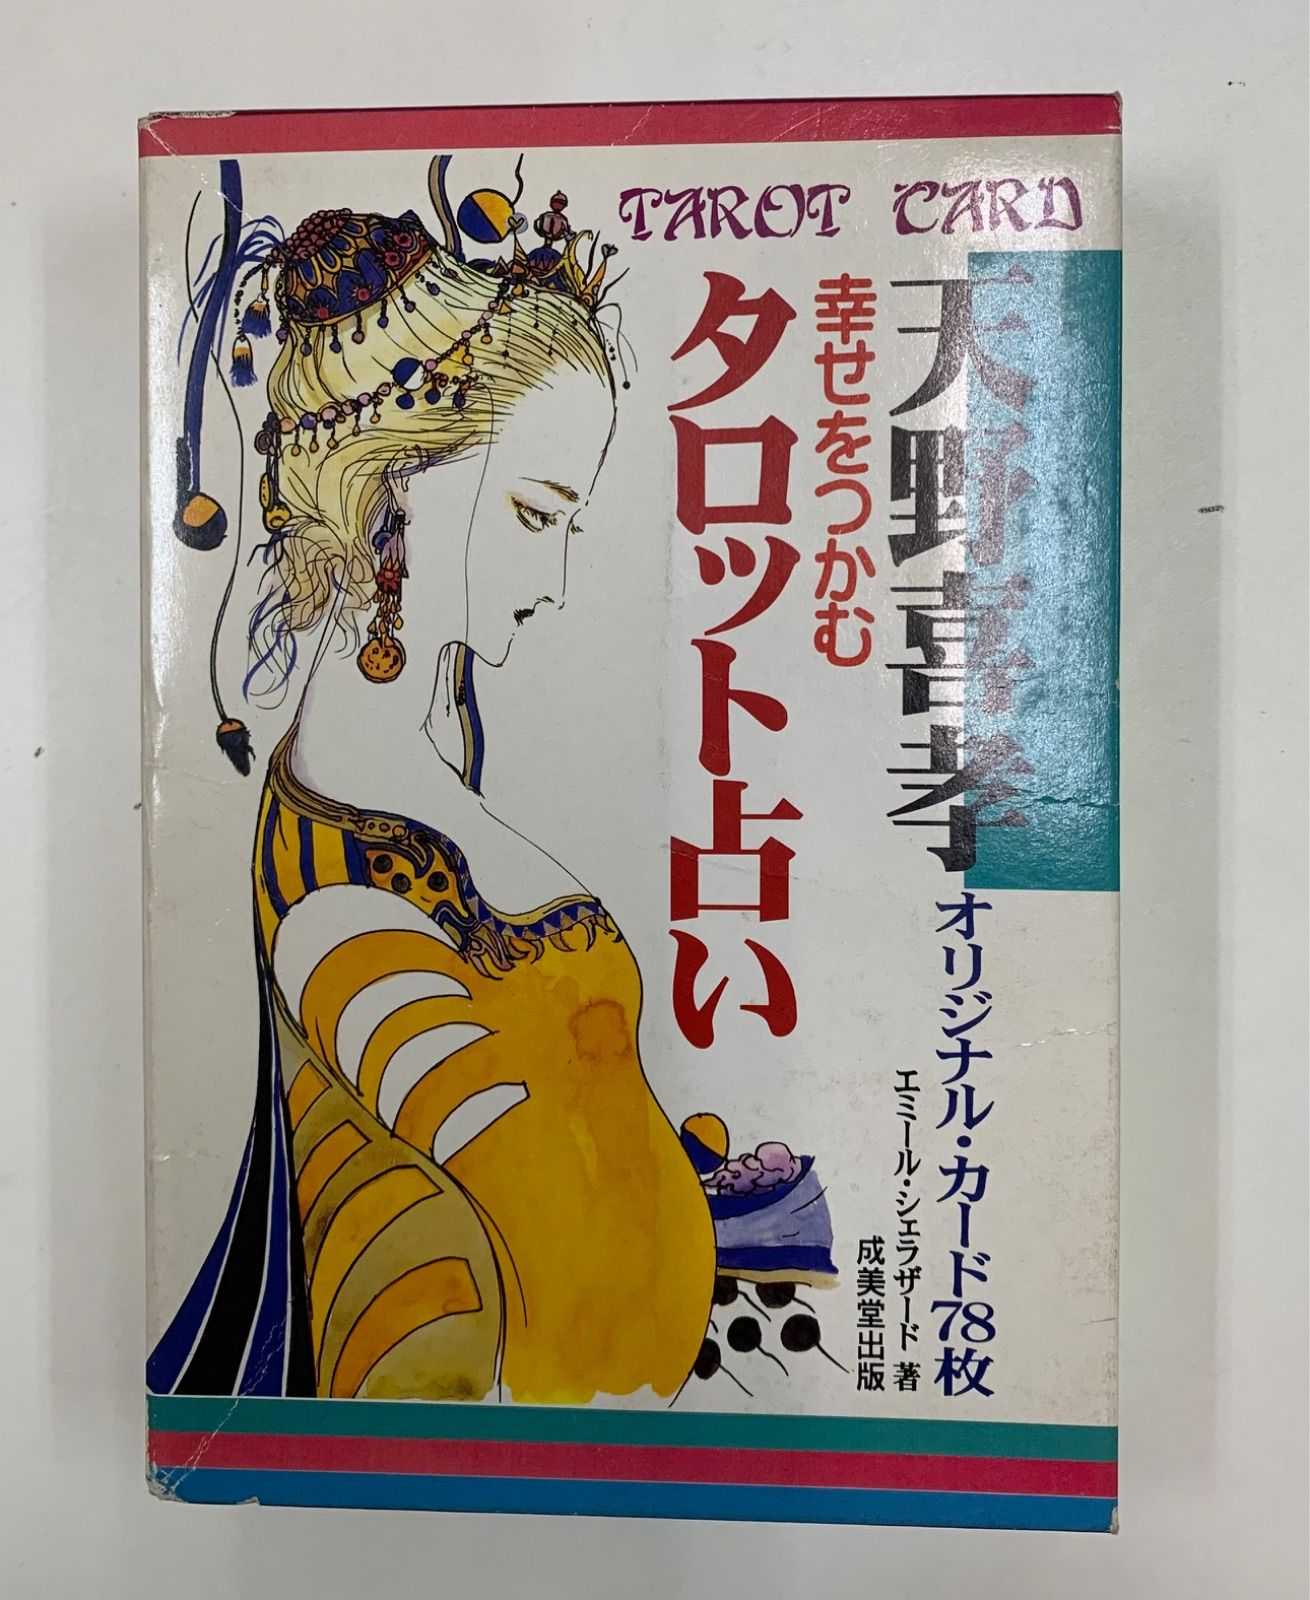 TAROT CARD
天野喜孝
オリジナル・カード78枚
幸せをつかむ
タロット占い
エミール・シェラザード 著
成美堂出版